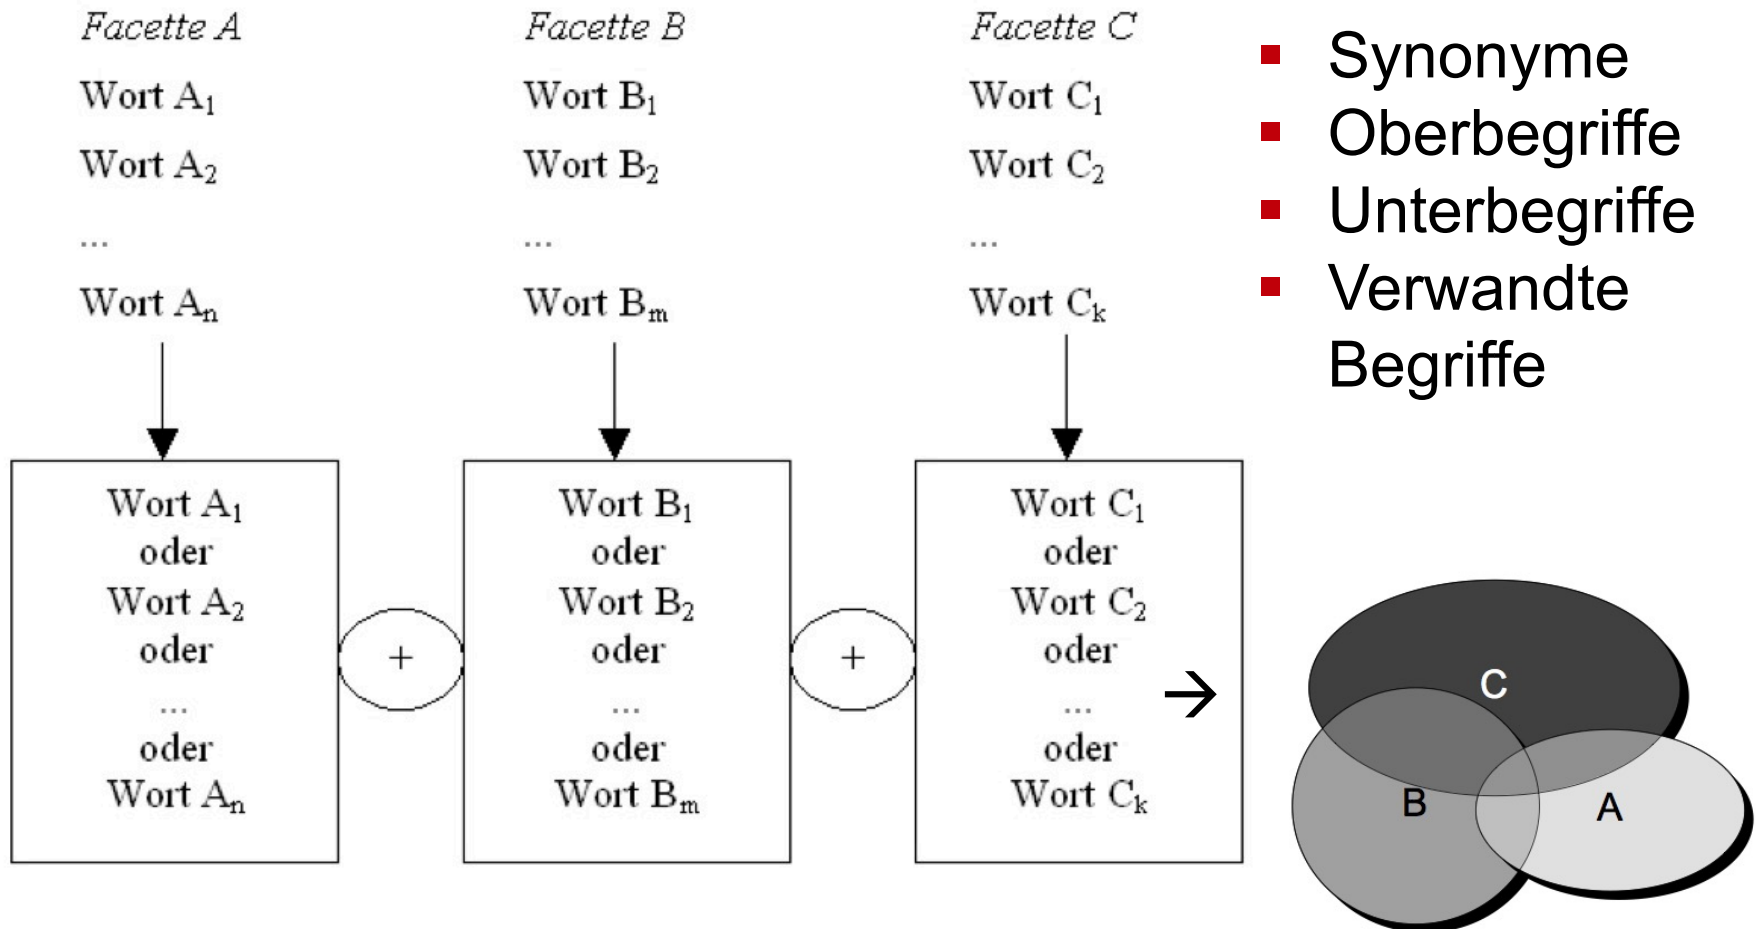 Facette A
Wort A₁
Wort A₂
...
Wort Aₙ
Wort A₁
oder
Wort A₂
oder
...
oder
Wort Aₙ
+
Facette B
Wort B₁
Wort B₂
...
Wort Bₘ
Wort B₁
oder
Wort B₂
oder
...
oder
Wort Bₘ
+
Facette C
Wort C₁
Wort C₂
...
Wort Cₖ
Wort C₁
oder
Wort C₂
oder
...
oder
Wort Cₖ
→
▪ Synonyme
▪ Oberbegriffe
▪ Unterbegriffe
▪ Verwandte
Begriffe
C
B
A